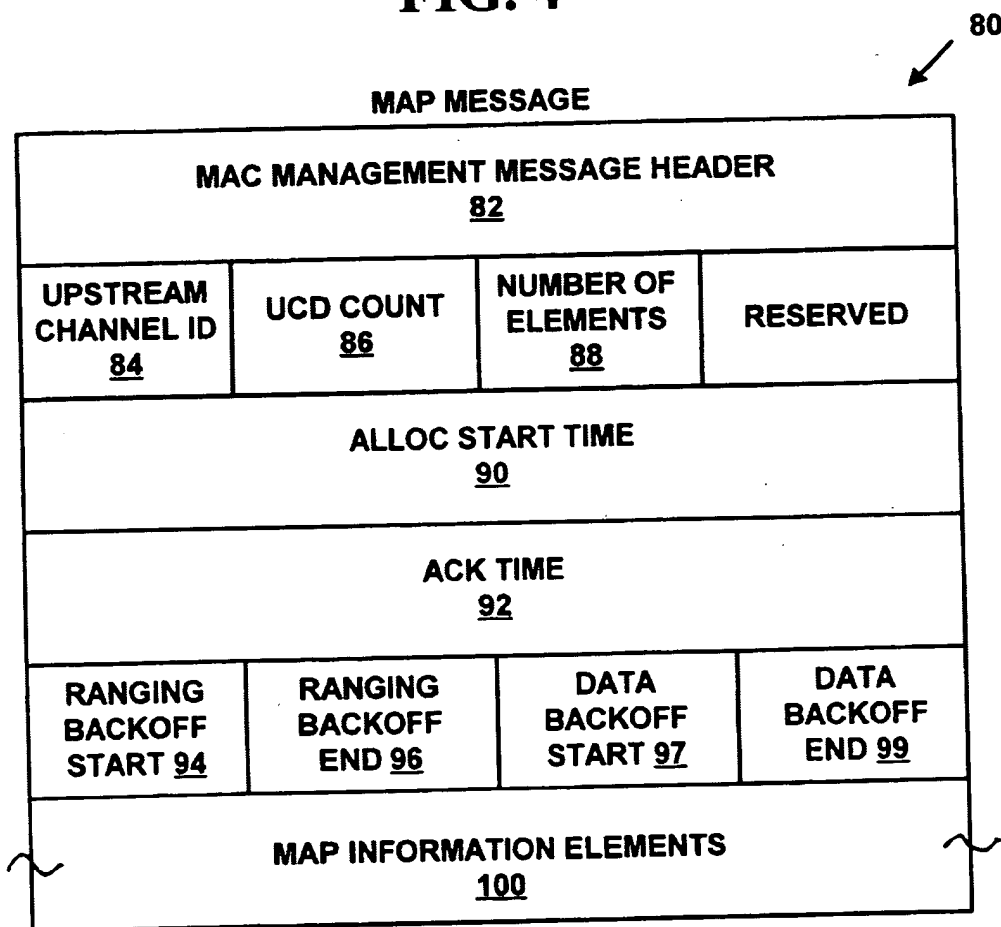 80
MAP MESSAGE
MAC MANAGEMENT MESSAGE HEADER
82
UPSTREAM
CHANNEL ID
84
UCD COUNT
86
NUMBER OF
ELEMENTS
88
RESERVED
ALLOC START TIME
90
ACK TIME
92
RANGING
BACKOFF
START 94
RANGING
BACKOFF
END 96
DATA
BACKOFF
START 97
DATA
BACKOFF
END 99
MAP INFORMATION ELEMENTS
100